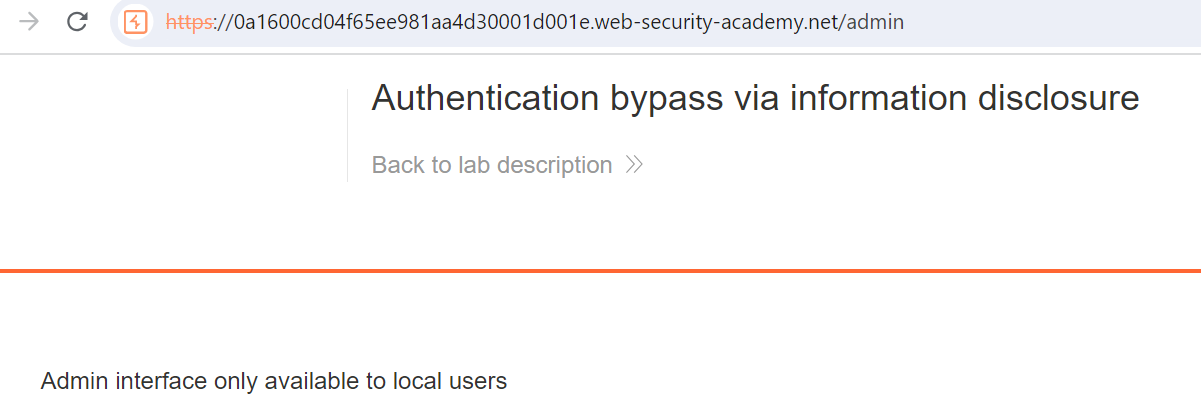 https://0a1600cd04f65ee981aa4d30001d001e.web-security-academy.net/admin
Authentication bypass via information disclosure
Back to lab description
Admin interface only available to local users